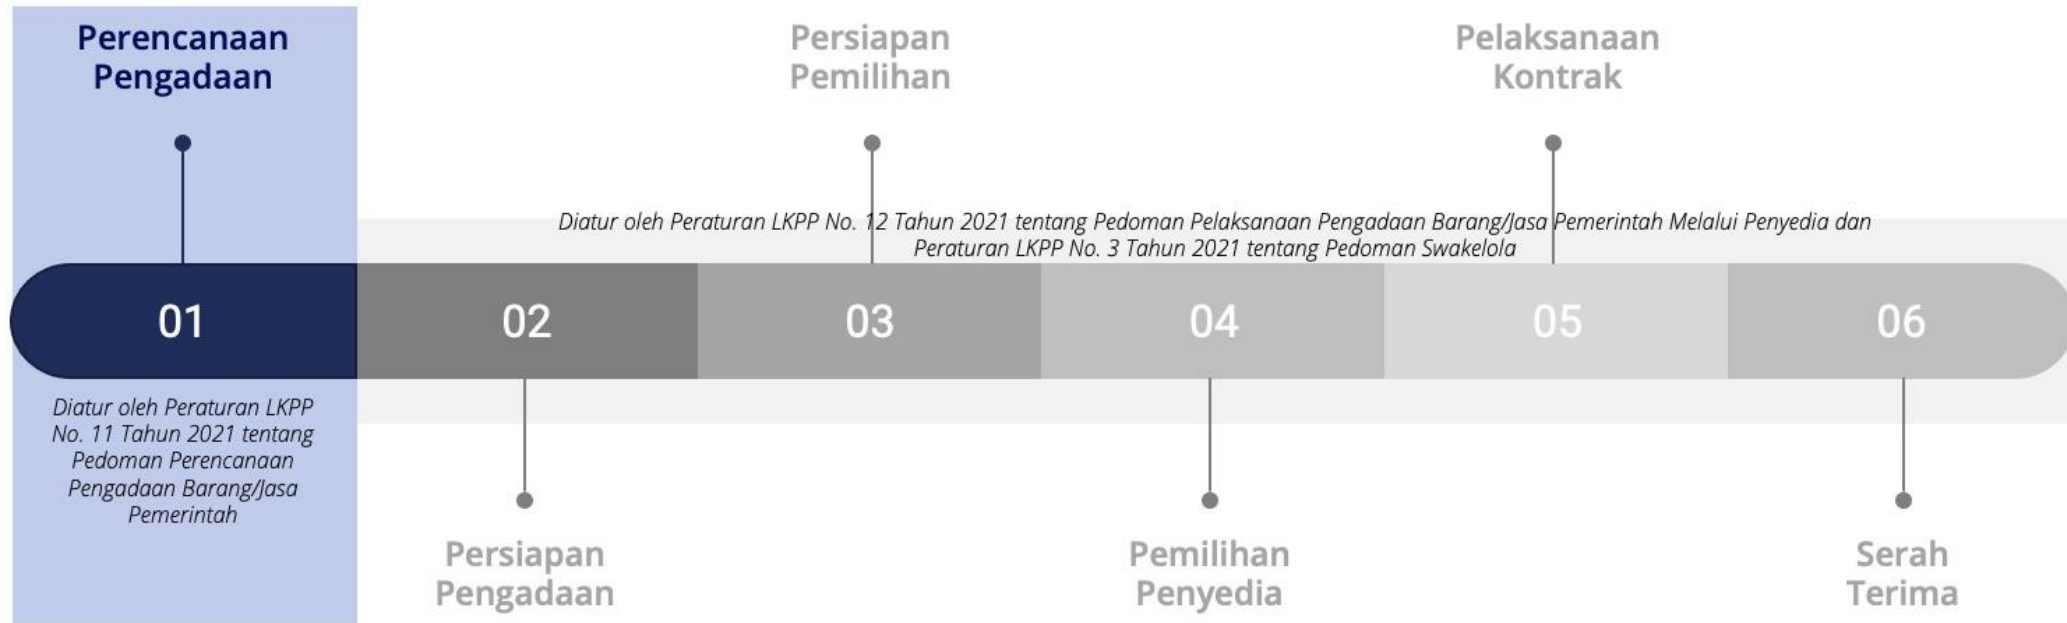 Perencanaan
Pengadaan
Persiapan
Pemilihan
Pelaksanaan
Kontrak
Diatur oleh Peraturan LKPP No. 12 Tahun 2021 tentang Pedoman Pelaksanaan Pengadaan Barang/Jasa Pemerintah Melalui Penyedia dan
Peraturan LKPP No. 3 Tahun 2021 tentang Pedoman Swakelola
01
02
03
04
05
06
Diatur oleh Peraturan LKPP
No. 11 Tahun 2021 tentang
Pedoman Perencanaan
Pengadaan Barang/Jasa
Pemerintah
Persiapan
Pengadaan
Pemilihan
Penyedia
Serah
Terima